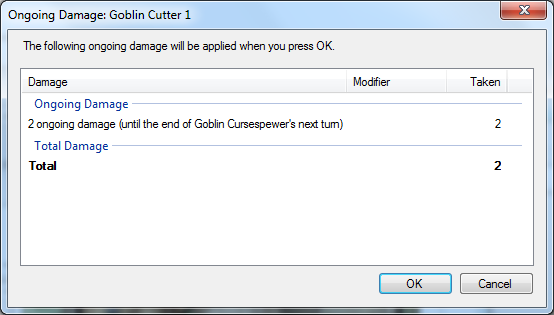 Ongoing Damage: Goblin Cutter 1
The following ongoing damage will be applied when you press OK.
Damage Modifier Taken
Ongoing Damage
2 ongoing damage (until the end of Goblin Cursespewer's next turn) 2
Total Damage
Total 2
OK Cancel